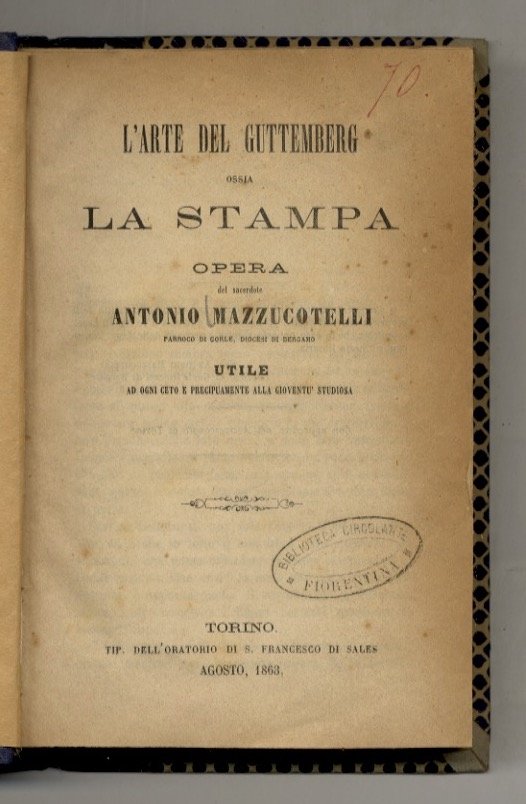 70.
L'ARTE DEL GUTTEMBERG
OSSIA
LA STAMPA
OPERA
del sacerdote
ANTONIO MAZZUCOTELLI
PARROCO DI GORLE, DIOCESI DI BERGAMO
UTILE
AD OGNI CETO E PRECIPUAMENTE ALLA GIOVENTU' STUDIOSA
BIBLIOTECA CIRCOLANTE
FIORENTINI
TORINO.
TIP. DELL'ORATORIO DI S. FRANCESCO DI SALES
AGOSTO, 1863.